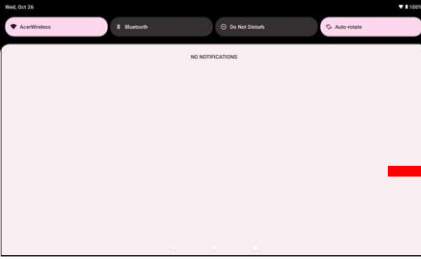 Wed, Oct 26
100%
AcerWireless
Bluetooth
Do Not Disturb
Auto-rotate
NO NOTIFICATIONS